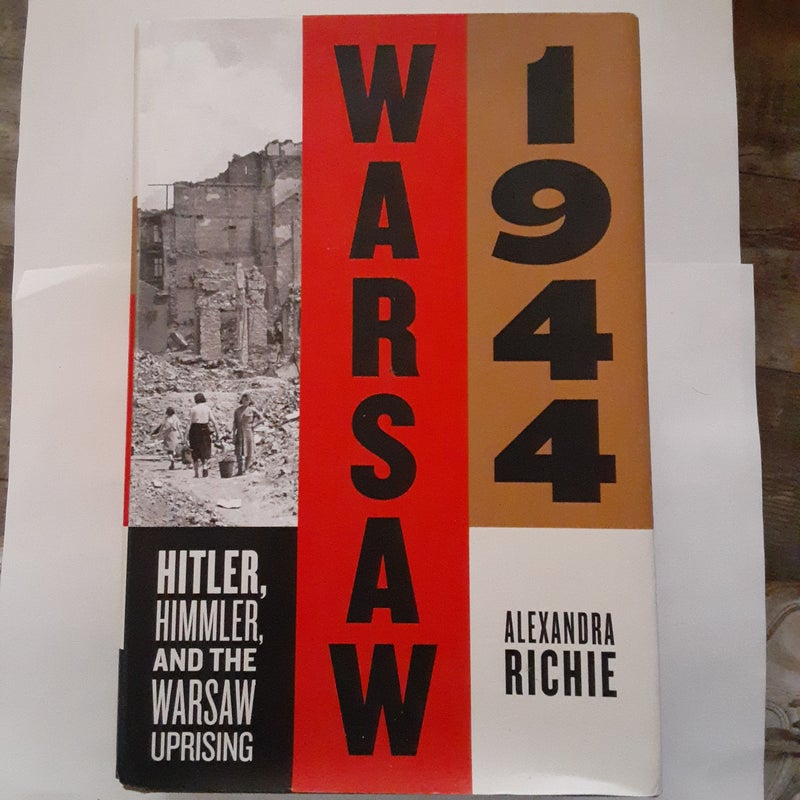 WARSAW
1944
HITLER,
HIMMLER,
AND THE
WARSAW
UPRISING
ALEXANDRA
RICHIE